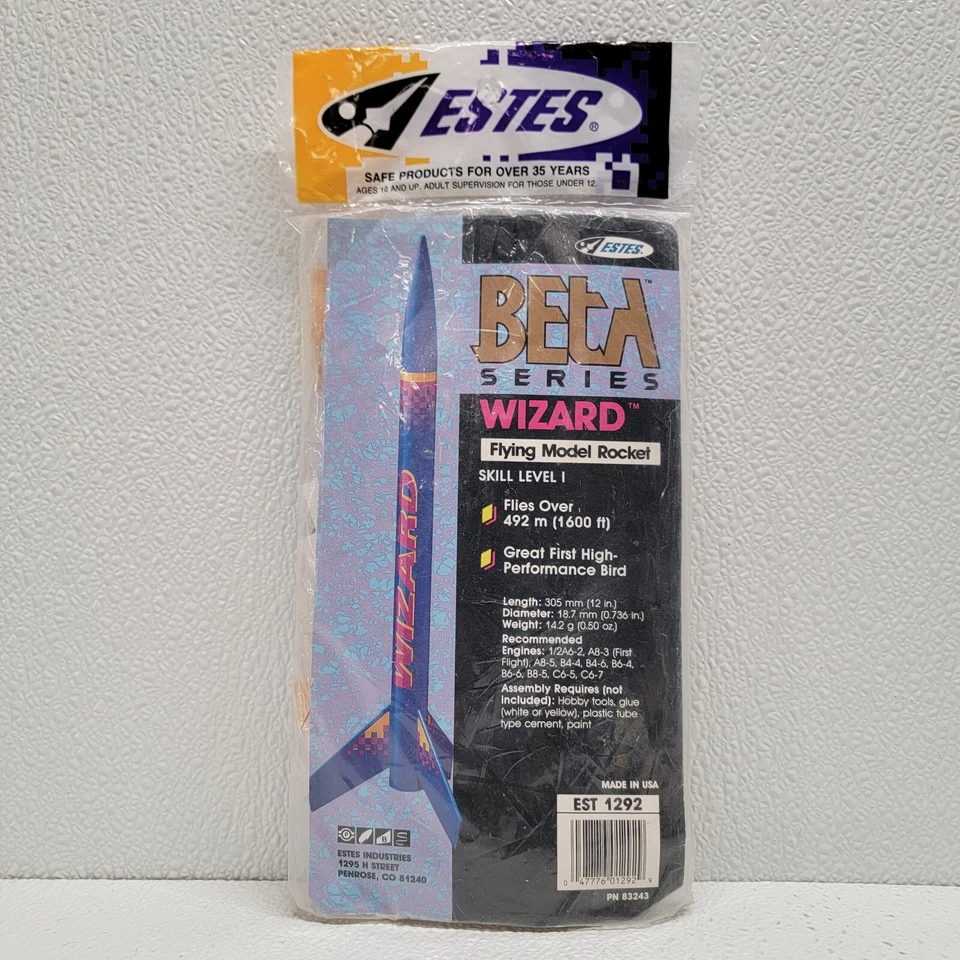 ESTES®
SAFE PRODUCTS FOR OVER 35 YEARS
AGES 10 AND UP. ADULT SUPERVISION FOR THOSE UNDER 12.
ESTES
BETA™
SERIES
WIZARD™
Flying Model Rocket
SKILL LEVEL I
Flies Over
492 m (1600 ft)
Great First High-
Performance Bird
Length: 305 mm (12 in.)
Diameter: 18.7 mm (0.736 in.)
Weight: 14.2 g (0.50 oz.)
Recommended
Engines: 1/2A6-2, A8-3 (First
Flight), A8-5, B4-4, B4-6, B6-4,
B6-6, B8-5, C6-5, C6-7
Assembly Requires (not
included): Hobby tools, glue
(white or yellow), plastic tube
type cement, paint
WIZARD
MADE IN USA
EST 1292
0 47776 01292 9
PN 83243
ESTES INDUSTRIES
1295 H STREET
PENROSE, CO 81240